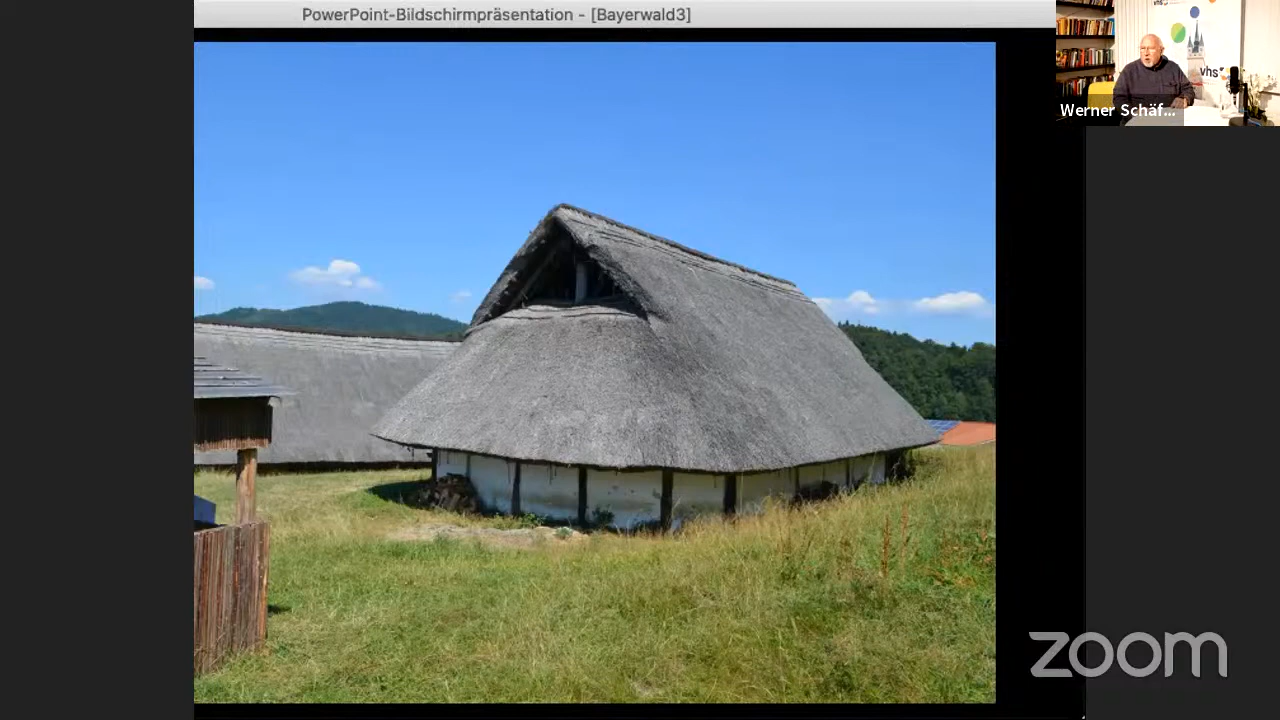 PowerPoint-Bildschirmpräsentation - [Bayerwald3]
vhs
Werner Schäf...
zoom